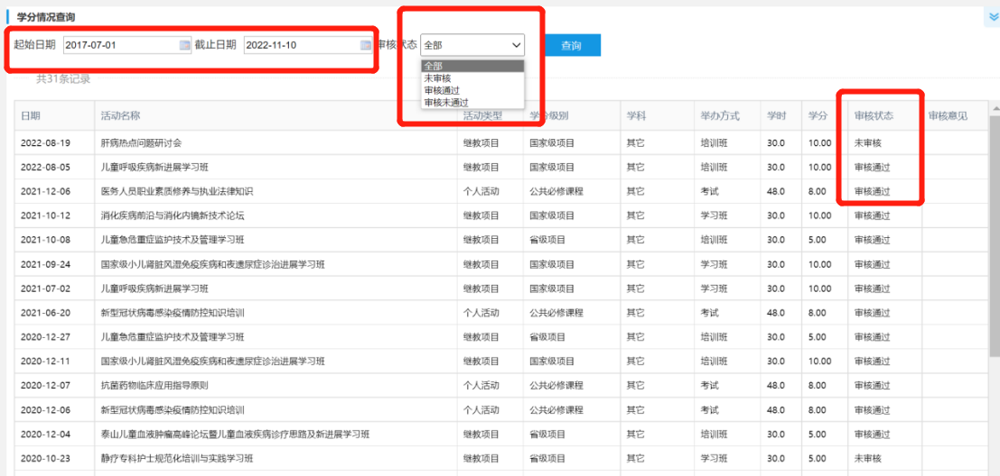 学分情况查询
起始日期 2017-07-01 截止日期 2022-11-10 审核状态 全部 查询
全部
未审核
审核通过
审核未通过
共31条记录
日期 活动名称 活动类型 学分级别 学科 举办方式 学时 学分 审核状态 审核意见
2022-08-19 肝病热点问题研讨会 继教项目 国家级项目 其它 培训班 30.0 10.00 未审核
2022-08-05 儿童呼吸疾病新进展学习班 继教项目 国家级项目 其它 培训班 30.0 10.00 审核通过
2021-12-06 医务人员职业素质修养与执业法律知识 个人活动 公共必修课程 其它 考试 48.0 8.00 审核通过
2021-10-12 消化疾病前沿与消化内镜新技术论坛 继教项目 国家级项目 其它 学习班 30.0 10.00 审核通过
2021-10-08 儿童急危重症监护技术及管理学习班 继教项目 省级项目 其它 培训班 30.0 5.00 审核通过
2021-09-24 国家级小儿肾脏风湿免疫疾病和夜遗尿症诊治进展学习班 继教项目 国家级项目 其它 学习班 30.0 10.00 审核通过
2021-07-02 儿童呼吸疾病新进展学习班 继教项目 国家级项目 其它 学习班 30.0 10.00 审核通过
2021-06-20 新型冠状病毒感染疫情防控知识培训 个人活动 公共必修课程 其它 考试 48.0 8.00 审核通过
2020-12-27 儿童急危重症监护技术及管理学习班 继教项目 省级项目 其它 培训班 30.0 5.00 审核通过
2020-12-11 国家级小儿肾脏风湿免疫疾病和夜遗尿症诊治进展学习班 继教项目 国家级项目 其它 培训班 30.0 10.00 审核通过
2020-12-07 抗菌药物临床应用指导原则 个人活动 公共必修课程 其它 考试 48.0 8.00 审核通过
2020-12-06 新型冠状病毒感染疫情防控知识培训 个人活动 公共必修课程 其它 考试 48.0 8.00 审核通过
2020-12-04 泰山儿童血液肿瘤高峰论坛暨儿童血液疾病诊疗思路及新进展学习班 继教项目 省级项目 其它 培训班 30.0 5.00 审核通过
2020-10-23 静疗专科护士规范化培训与实践学习班 继教项目 省级项目 其它 学习班 30.0 5.00 未审核